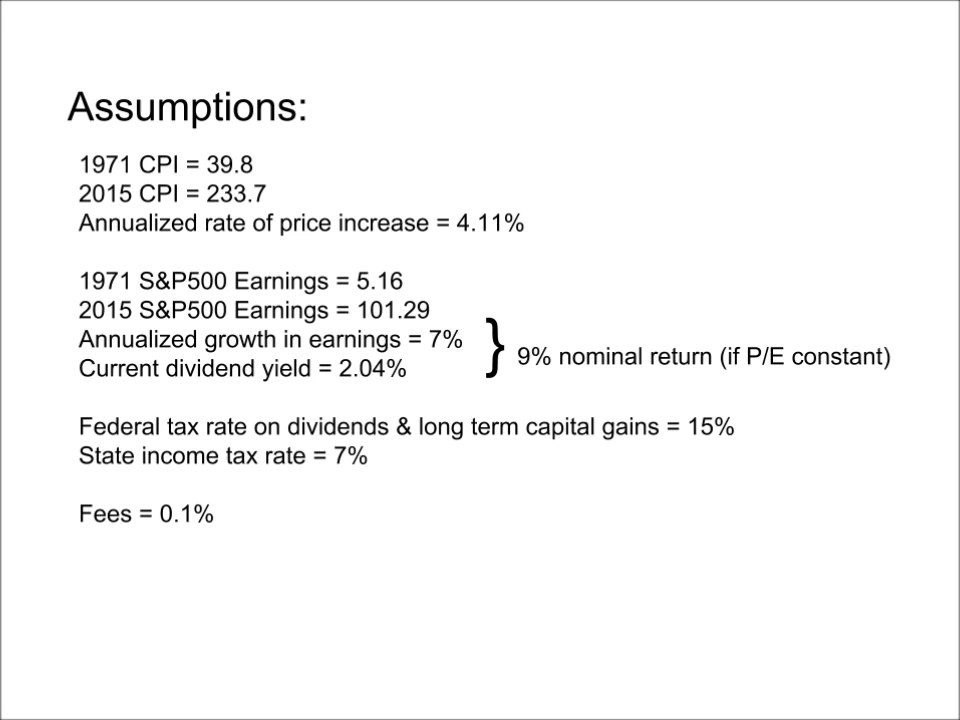 Assumptions:
1971 CPI = 39.8
2015 CPI = 233.7
Annualized rate of price increase = 4.11%
1971 S&P500 Earnings = 5.16
2015 S&P500 Earnings = 101.29
Annualized growth in earnings = 7%
Current dividend yield = 2.04%
} 9% nominal return (if P/E constant)
Federal tax rate on dividends & long term capital gains = 15%
State income tax rate = 7%
Fees = 0.1%